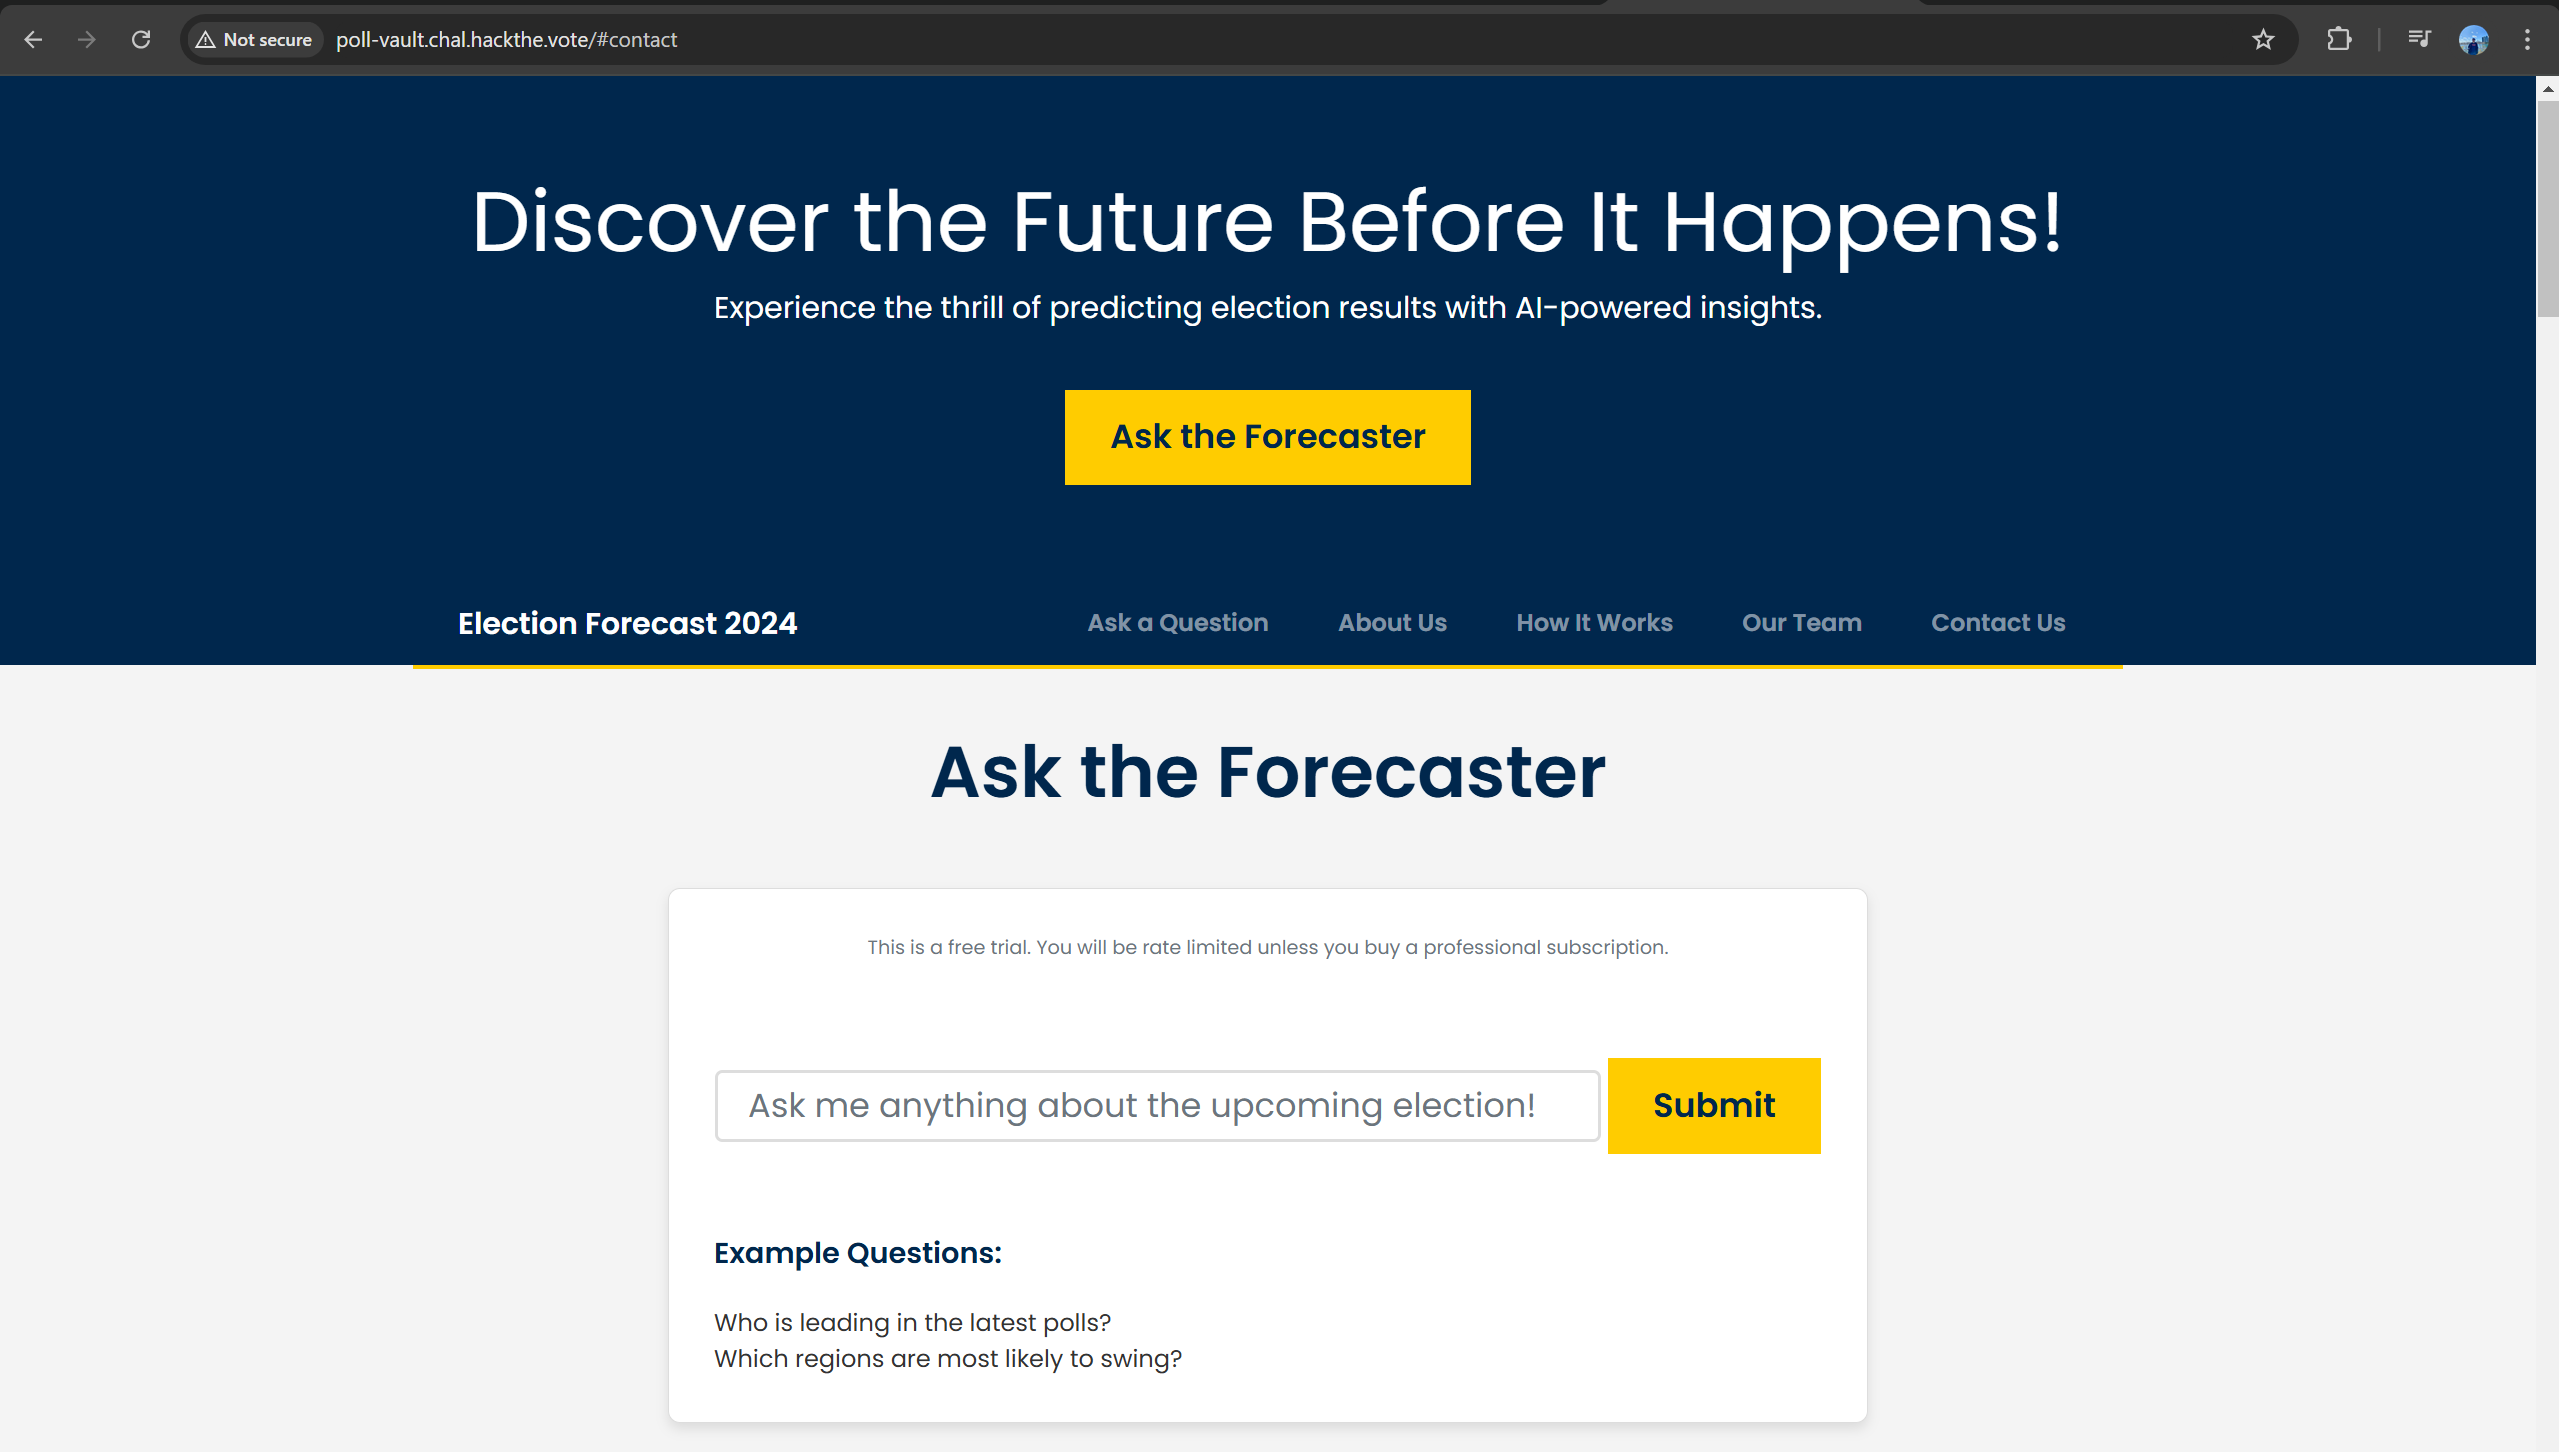 Not secure poll-vault.chal.hackthe.vote/#contact
Discover the Future Before It Happens!
Experience the thrill of predicting election results with AI-powered insights.
Ask the Forecaster
Election Forecast 2024 Ask a Question About Us How It Works Our Team Contact Us
Ask the Forecaster
This is a free trial. You will be rate limited unless you buy a professional subscription.
Ask me anything about the upcoming election! Submit
Example Questions:
Who is leading in the latest polls?
Which regions are most likely to swing?